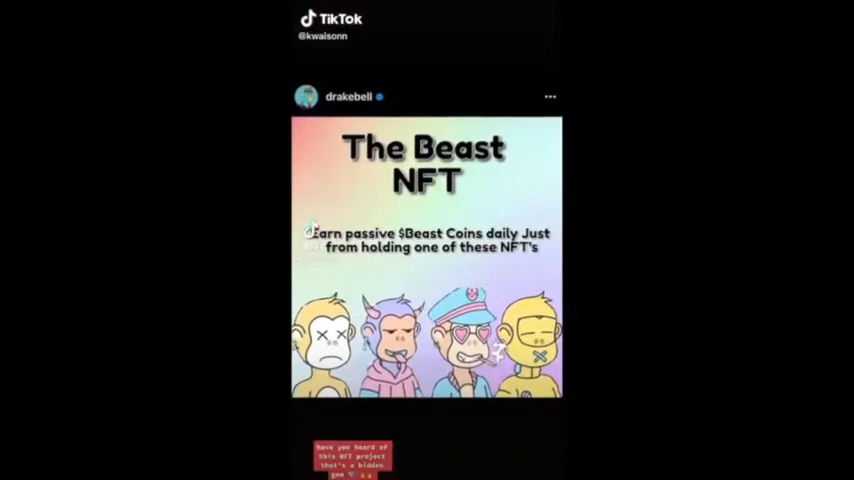 TikTok
@kwaisonn
drakebell
The Beast
NFT
Earn passive $Beast Coins daily Just
from holding one of these NFT's
have you heard of
this NFT project
that's a hidden
gem